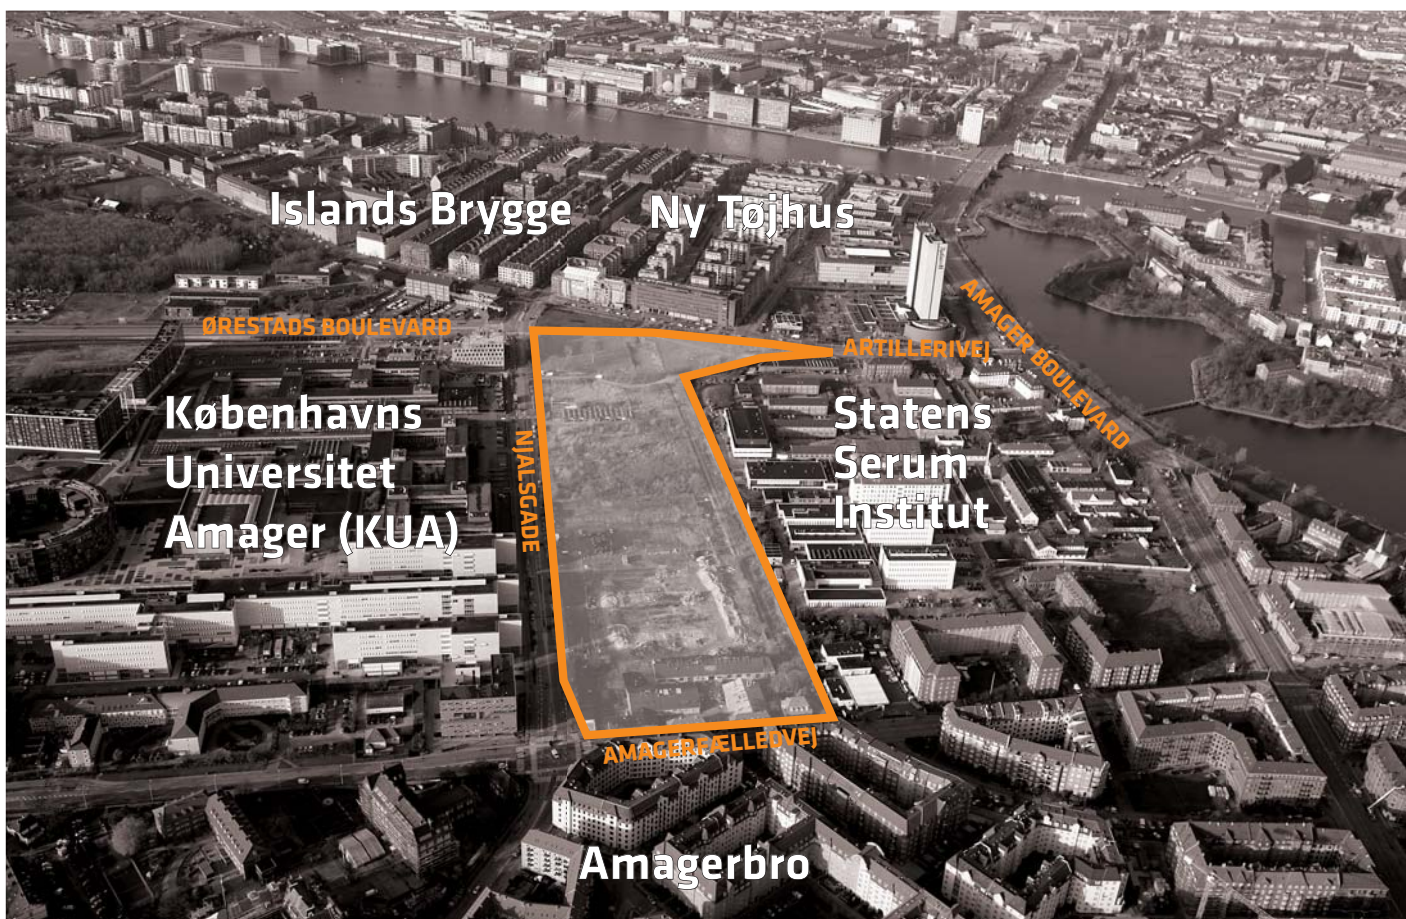 Islands Brygge
Ny Tøjhus
ØRESTADS BOULEVARD
AMAGER BOULEVARD
ARTILLERIVEJ
Københavns
Universitet
Amager (KUA)
NJALSGADE
Statens
Serum
Institut
AMAGERFÆLLEDVEJ
Amagerbro